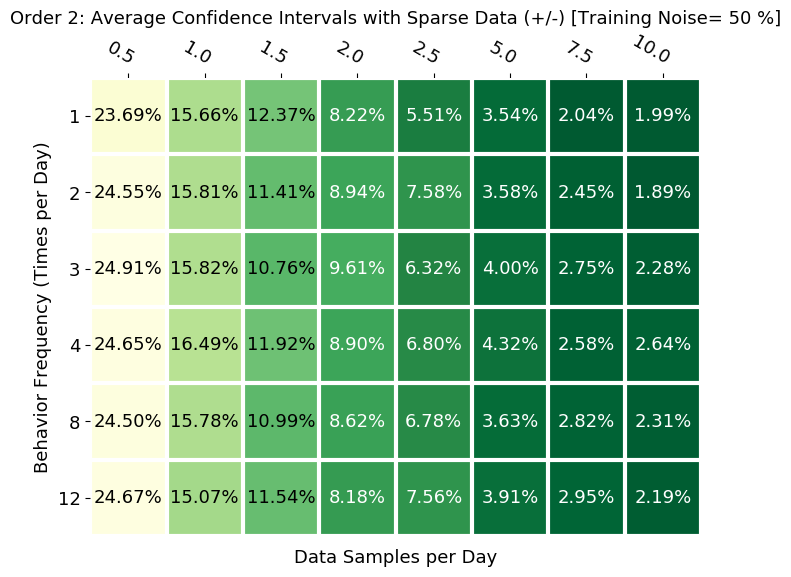 Order 2: Average Confidence Intervals with Sparse Data (+/-) [Training Noise= 50 %]
0.5 1.0 1.5 2.0 2.5 5.0 7.5 10.0
Behavior Frequency (Times per Day)
1 23.69% 15.66% 12.37% 8.22% 5.51% 3.54% 2.04% 1.99%
2 24.55% 15.81% 11.41% 8.94% 7.58% 3.58% 2.45% 1.89%
3 24.91% 15.82% 10.76% 9.61% 6.32% 4.00% 2.75% 2.28%
4 24.65% 16.49% 11.92% 8.90% 6.80% 4.32% 2.58% 2.64%
8 24.50% 15.78% 10.99% 8.62% 6.78% 3.63% 2.82% 2.31%
12 24.67% 15.07% 11.54% 8.18% 7.56% 3.91% 2.95% 2.19%
Data Samples per Day